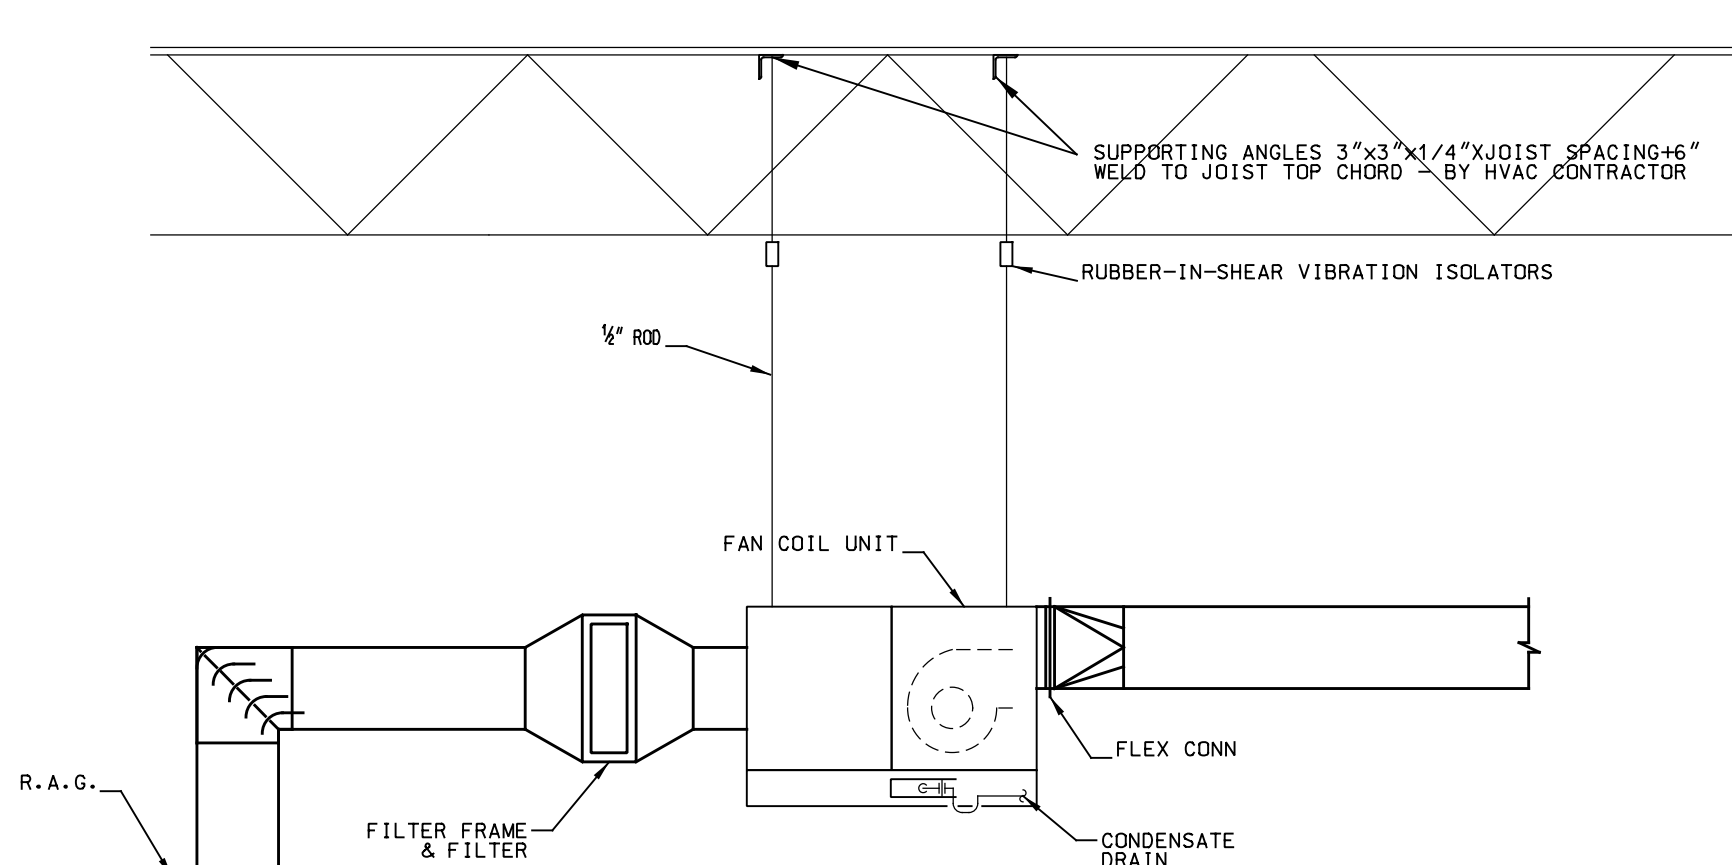 SUPPORTING ANGLES 3"x3"x1/4"XJOIST SPACING+6"
WELD TO JOIST TOP CHORD - BY HVAC CONTRACTOR
RUBBER-IN-SHEAR VIBRATION ISOLATORS
½" ROD
FAN COIL UNIT
FLEX CONN
R.A.G.
FILTER FRAME
& FILTER
CONDENSATE
DRAIN